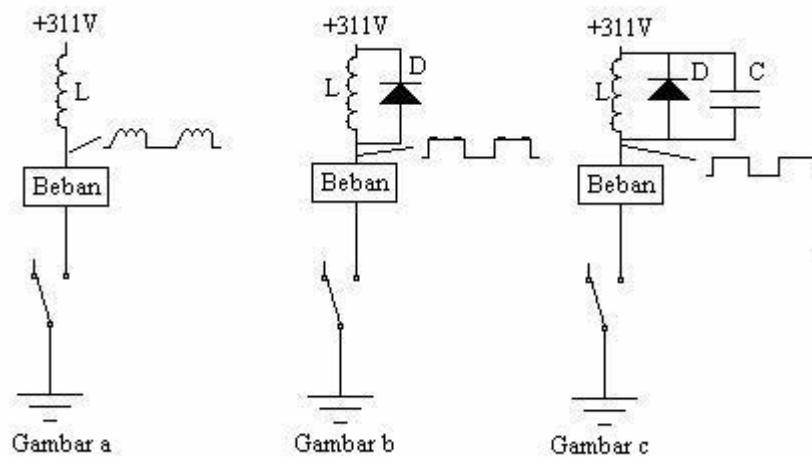 +311V
L
Beban
Gambar a
+311V
L
D
Beban
Gambar b
+311V
L
D
C
Beban
Gambar c